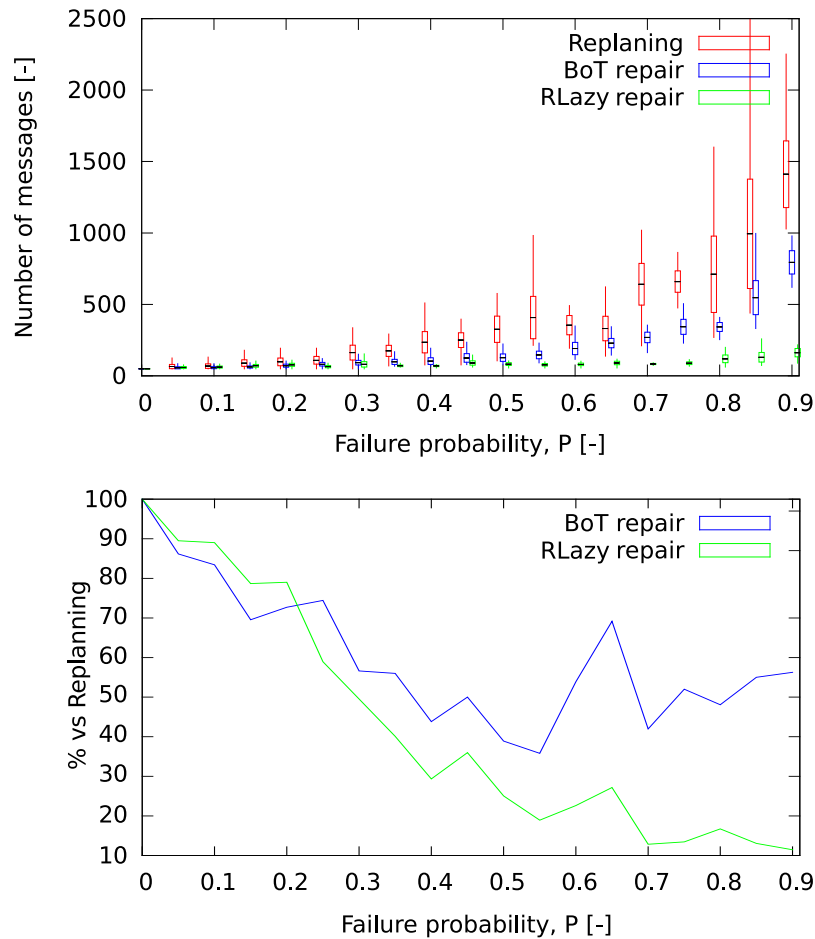 Number of messages [-]
2500
2000
1500
1000
500
0
Replaning
BoT repair
RLazy repair
0 0.1 0.2 0.3 0.4 0.5 0.6 0.7 0.8 0.9
Failure probability, P [-]
% vs Replanning
100
90
80
70
60
50
40
30
20
10
BoT repair
RLazy repair
0 0.1 0.2 0.3 0.4 0.5 0.6 0.7 0.8 0.9
Failure probability, P [-]